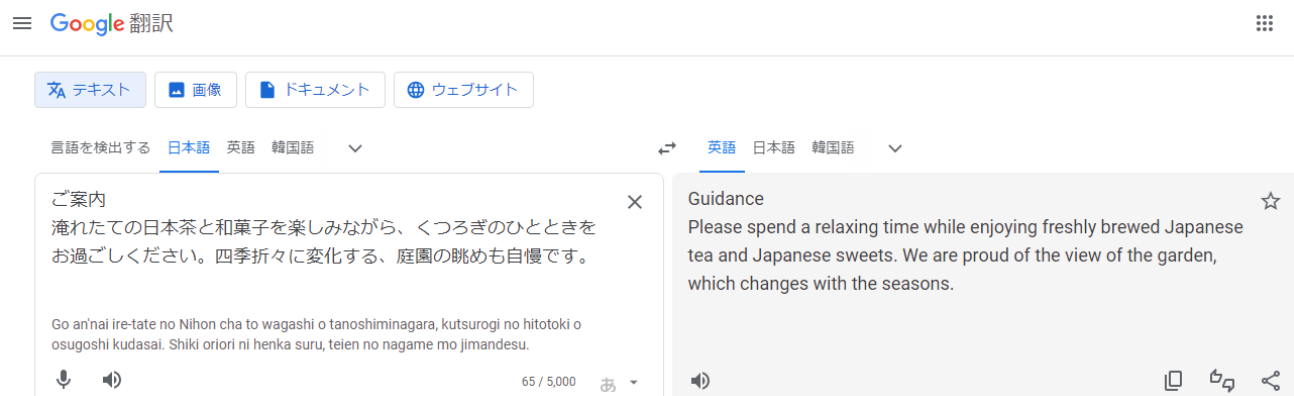 Google 翻訳
テキスト
画像
ドキュメント
ウェブサイト
言語を検出する 日本語 英語 韓国語
英語 日本語 韓国語
ご案内
淹れたての日本茶と和菓子を楽しみながら、くつろぎのひとときを
お過ごしください。四季折々に変化する、庭園の眺めも自慢です。
Go an'nai ire-tate no Nihon cha to wagashi o tanoshiminagara, kutsurogi no hitotoki o
osugoshi kudasai. Shiki oriori ni henka suru, teien no nagame mo jimandesu.
65 / 5,000
あ
Guidance
Please spend a relaxing time while enjoying freshly brewed Japanese
tea and Japanese sweets. We are proud of the view of the garden,
which changes with the seasons.